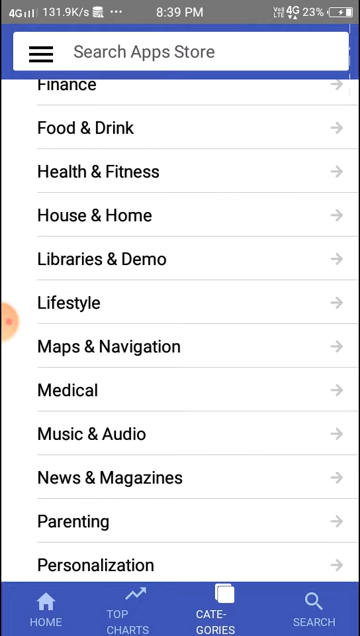 4G 131.9K/s ... 8:39 PM VoLTE 4G 23%
Search Apps Store
Finance
Food & Drink
Health & Fitness
House & Home
Libraries & Demo
Lifestyle
Maps & Navigation
Medical
Music & Audio
News & Magazines
Parenting
Personalization
HOME
TOP
CHARTS
CATE-
GORIES
SEARCH